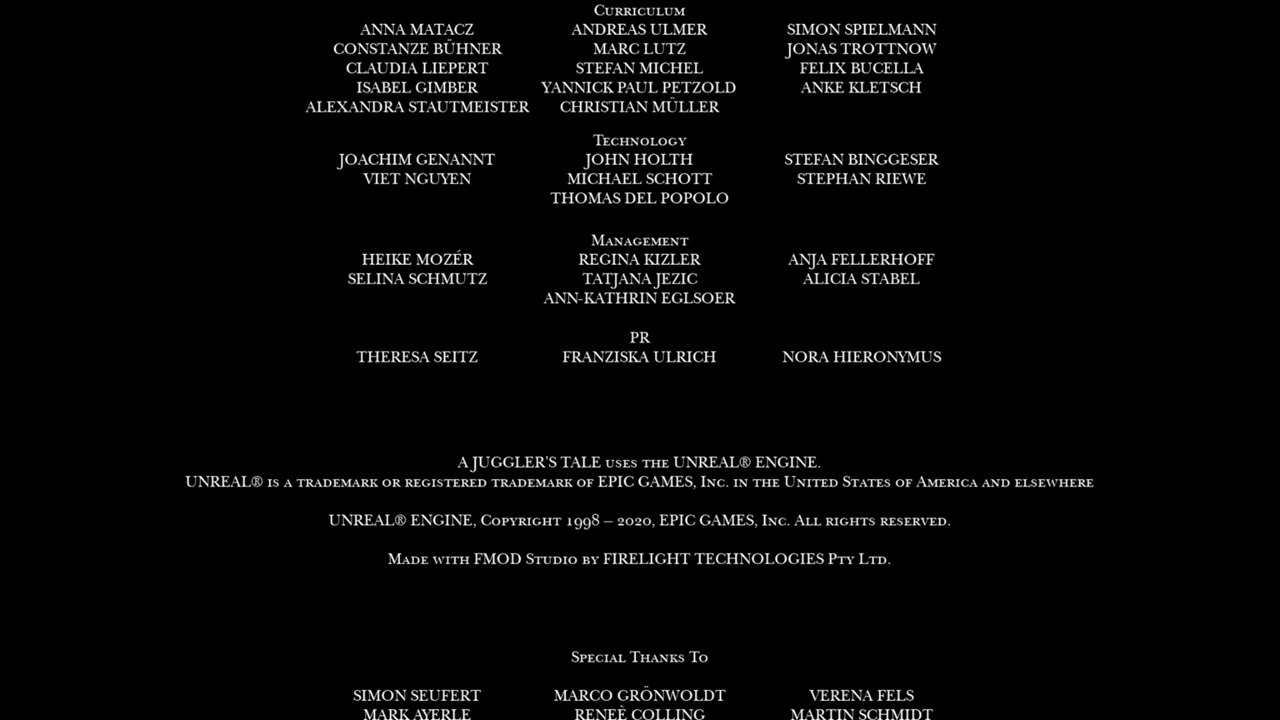 Curriculum
ANNA MATACZ ANDREAS ULMER SIMON SPIELMANN
CONSTANZE BÜHNER MARC LUTZ JONAS TROTTNOW
CLAUDIA LIEPERT STEFAN MICHEL FELIX BUCELLA
ISABEL GIMBER YANNICK PAUL PETZOLD ANKE KLETSCH
ALEXANDRA STAUTMEISTER CHRISTIAN MÜLLER
Technology
JOACHIM GENANNT JOHN HOLTH STEFAN BINGGESER
VIET NGUYEN MICHAEL SCHOTT STEPHAN RIEWE
THOMAS DEL POPOLO
Management
HEIKE MOZÉR REGINA KIZLER ANJA FELLERHOFF
SELINA SCHMUTZ TATJANA JEZIC ALICIA STABEL
ANN-KATHRIN EGLSOER
PR
THERESA SEITZ FRANZISKA ULRICH NORA HIERONYMUS
A JUGGLER'S TALE uses the UNREAL® ENGINE.
UNREAL® is a trademark or registered trademark of EPIC GAMES, Inc. in the United States of America and elsewhere
UNREAL® ENGINE, Copyright 1998 – 2020, EPIC GAMES, Inc. All rights reserved.
Made with FMOD Studio by FIRELIGHT TECHNOLOGIES Pty Ltd.
Special Thanks To
SIMON SEUFERT MARCO GRÖNWOLDT VERENA FELS
MARK AYERLE RENEÈ COLLING MARTIN SCHMIDT